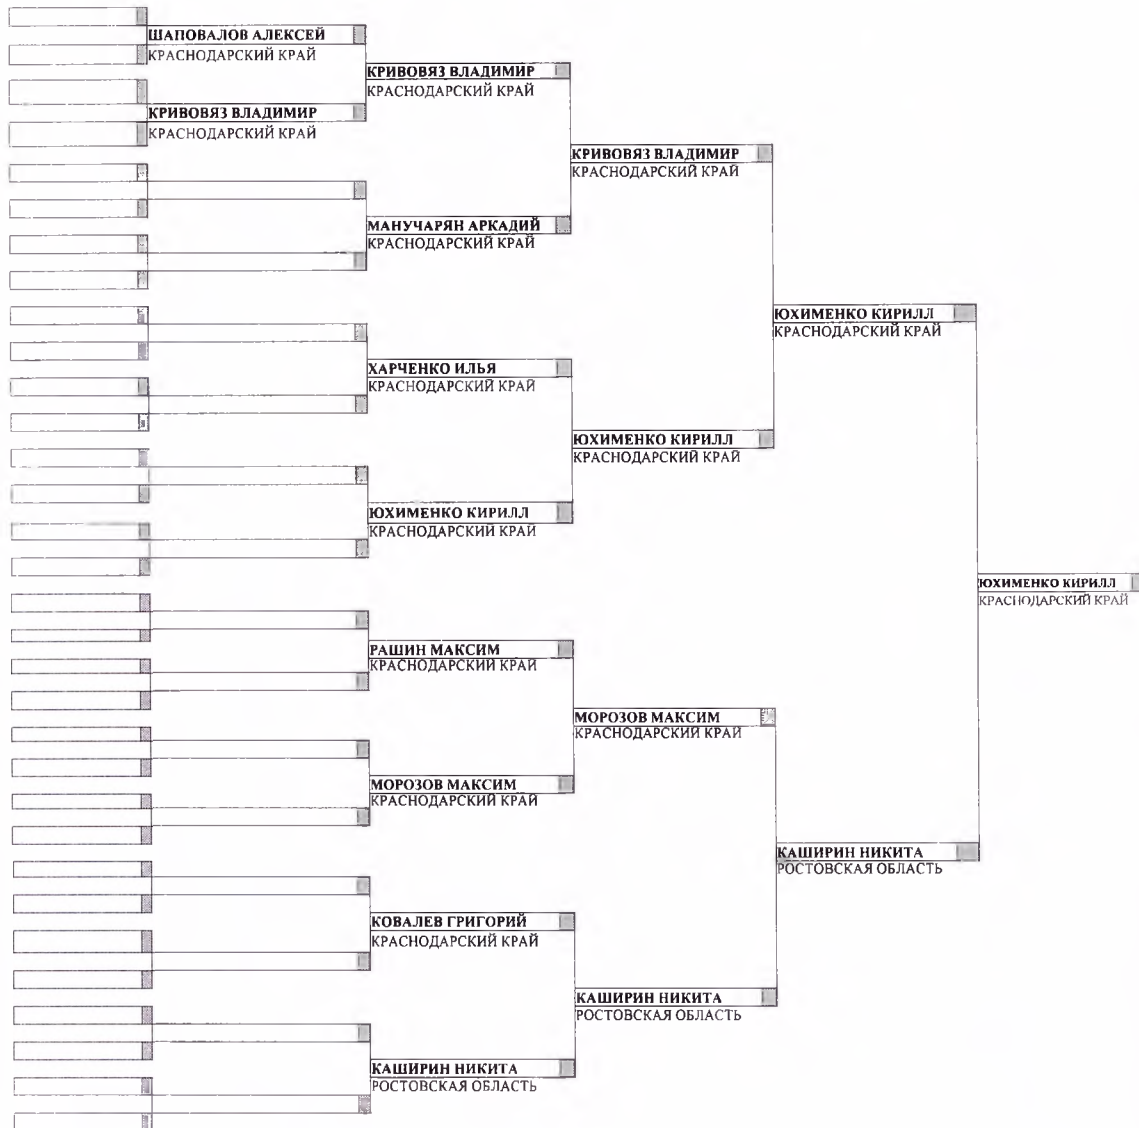 ШАПОВАЛОВ АЛЕКСЕЙ
КРАСНОДАРСКИЙ КРАЙ
КРИВОВЯЗ ВЛАДИМИР
КРАСНОДАРСКИЙ КРАЙ
КРИВОВЯЗ ВЛАДИМИР
КРАСНОДАРСКИЙ КРАЙ
КРИВОВЯЗ ВЛАДИМИР
КРАСНОДАРСКИЙ КРАЙ
МАНУЧАРЯН АРКАДИЙ
КРАСНОДАРСКИЙ КРАЙ
ЮХИМЕНКО КИРИЛЛ
КРАСНОДАРСКИЙ КРАЙ
ХАРЧЕНКО ИЛЬЯ
КРАСНОДАРСКИЙ КРАЙ
ЮХИМЕНКО КИРИЛЛ
КРАСНОДАРСКИЙ КРАЙ
ЮХИМЕНКО КИРИЛЛ
КРАСНОДАРСКИЙ КРАЙ
ЮХИМЕНКО КИРИЛЛ
КРАСНОДАРСКИЙ КРАЙ
РАШИН МАКСИМ
КРАСНОДАРСКИЙ КРАЙ
МОРОЗОВ МАКСИМ
КРАСНОДАРСКИЙ КРАЙ
МОРОЗОВ МАКСИМ
КРАСНОДАРСКИЙ КРАЙ
КАШИРИН НИКИТА
РОСТОВСКАЯ ОБЛАСТЬ
КОВАЛЕВ ГРИГОРИЙ
КРАСНОДАРСКИЙ КРАЙ
КАШИРИН НИКИТА
РОСТОВСКАЯ ОБЛАСТЬ
КАШИРИН НИКИТА
РОСТОВСКАЯ ОБЛАСТЬ